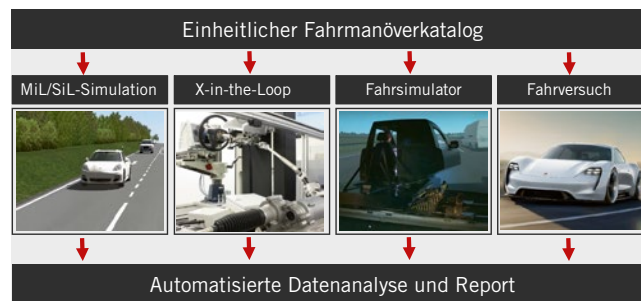 Einheitlicher Fahrmanöverkatalog
MiL/SiL-Simulation
X-in-the-Loop
Fahrsimulator
Fahrversuch
Automatisierte Datenanalyse und Report